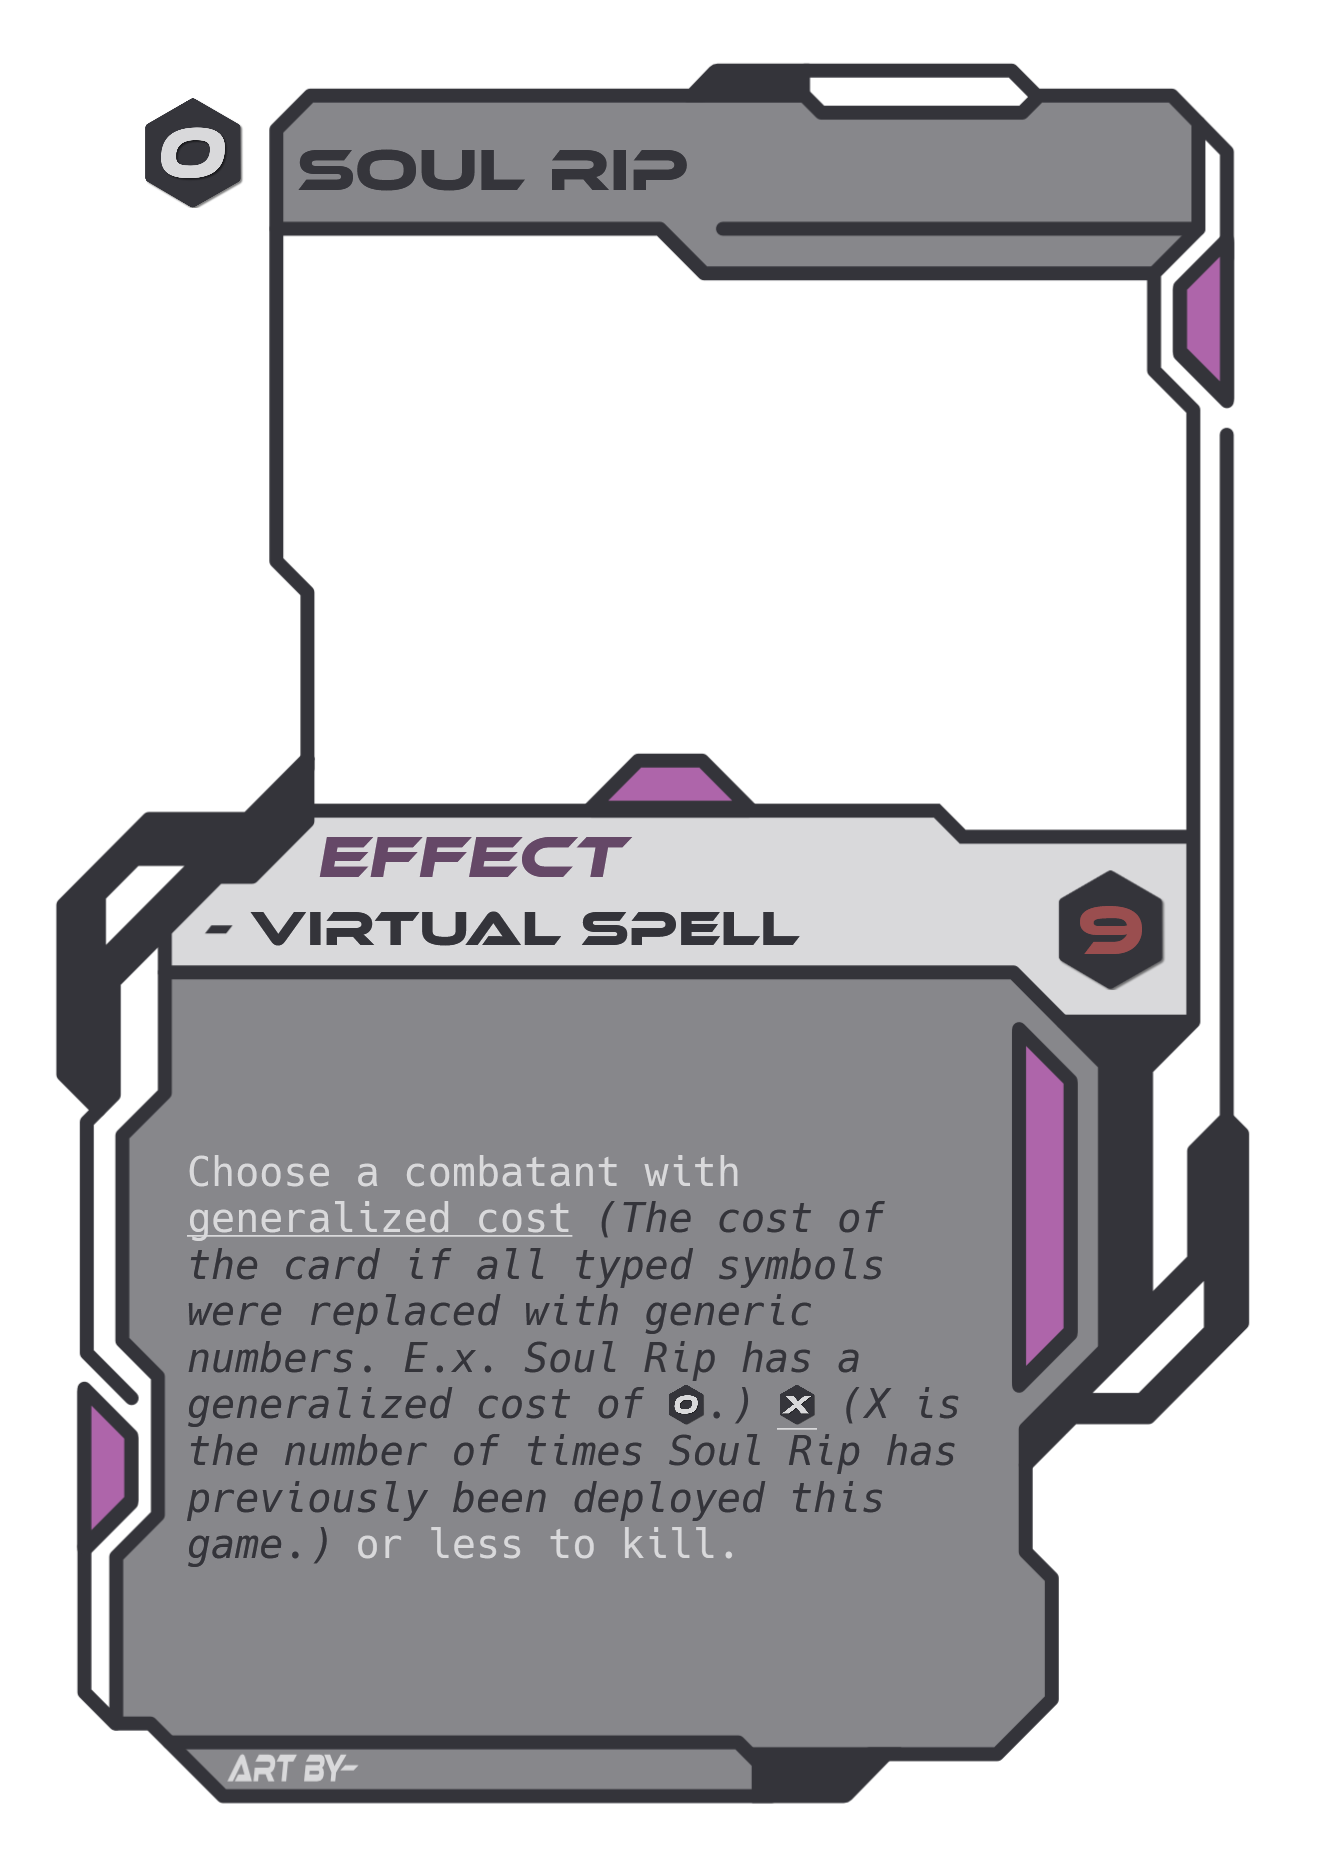 0
SOUL RIP
EFFECT
- VIRTUAL SPELL
9
Choose a combatant with
generalized cost (The cost of
the card if all typed symbols
were replaced with generic
numbers. E.x. Soul Rip has a
generalized cost of 0.) X (X is
the number of times Soul Rip has
previously been deployed this
game.) or less to kill.
ART BY-